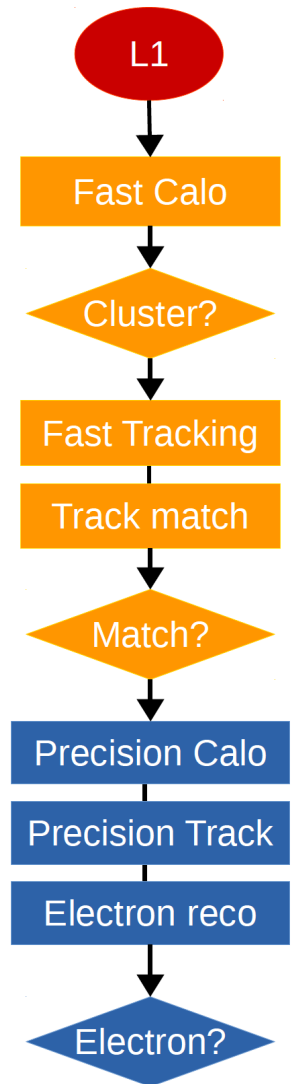 L1
Fast Calo
Cluster?
Fast Tracking
Track match
Match?
Precision Calo
Precision Track
Electron reco
Electron?